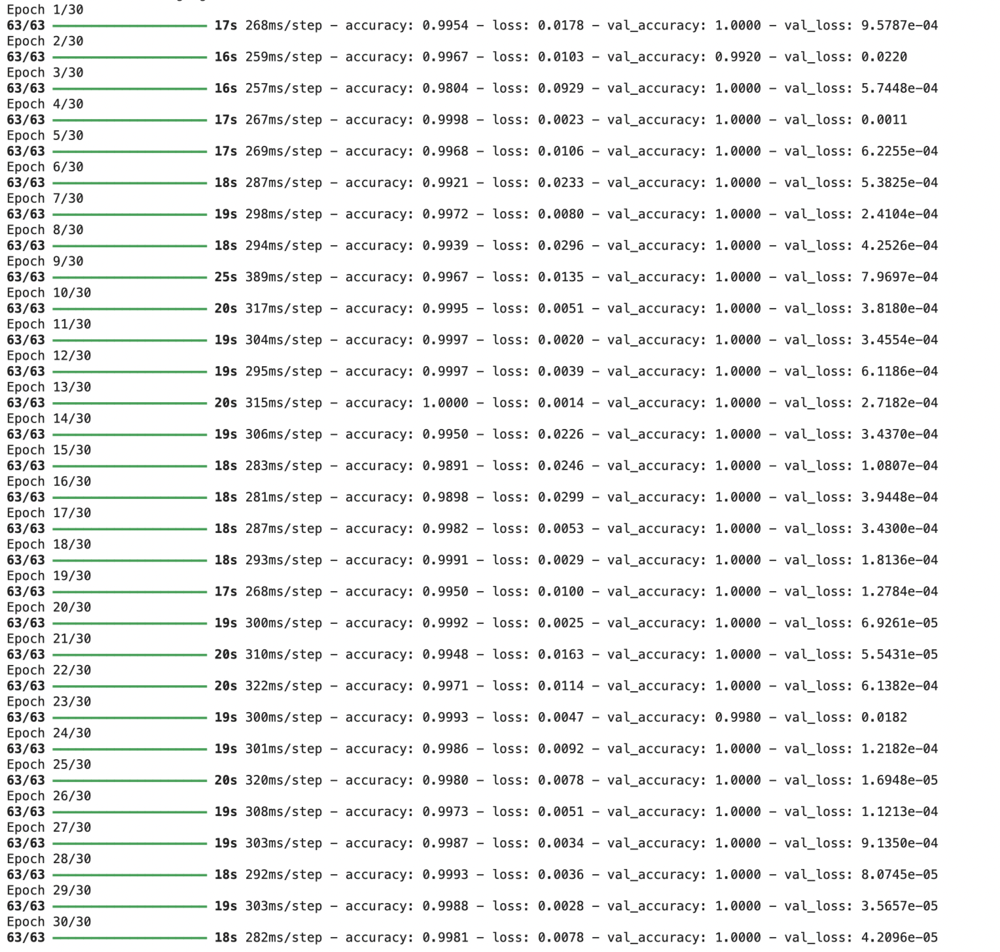 Epoch 1/30
63/63 ━━━━━━━━━━━━━━━━━━━━ 17s 268ms/step - accuracy: 0.9954 - loss: 0.0178 - val_accuracy: 1.0000 - val_loss: 9.5787e-04
Epoch 2/30
63/63 ━━━━━━━━━━━━━━━━━━━━ 16s 259ms/step - accuracy: 0.9967 - loss: 0.0103 - val_accuracy: 0.9920 - val_loss: 0.0220
Epoch 3/30
63/63 ━━━━━━━━━━━━━━━━━━━━ 16s 257ms/step - accuracy: 0.9804 - loss: 0.0929 - val_accuracy: 1.0000 - val_loss: 5.7448e-04
Epoch 4/30
63/63 ━━━━━━━━━━━━━━━━━━━━ 17s 267ms/step - accuracy: 0.9998 - loss: 0.0023 - val_accuracy: 1.0000 - val_loss: 0.0011
Epoch 5/30
63/63 ━━━━━━━━━━━━━━━━━━━━ 17s 269ms/step - accuracy: 0.9968 - loss: 0.0106 - val_accuracy: 1.0000 - val_loss: 6.2255e-04
Epoch 6/30
63/63 ━━━━━━━━━━━━━━━━━━━━ 18s 287ms/step - accuracy: 0.9921 - loss: 0.0233 - val_accuracy: 1.0000 - val_loss: 5.3825e-04
Epoch 7/30
63/63 ━━━━━━━━━━━━━━━━━━━━ 19s 298ms/step - accuracy: 0.9972 - loss: 0.0080 - val_accuracy: 1.0000 - val_loss: 2.4104e-04
Epoch 8/30
63/63 ━━━━━━━━━━━━━━━━━━━━ 18s 294ms/step - accuracy: 0.9939 - loss: 0.0296 - val_accuracy: 1.0000 - val_loss: 4.2526e-04
Epoch 9/30
63/63 ━━━━━━━━━━━━━━━━━━━━ 25s 389ms/step - accuracy: 0.9967 - loss: 0.0135 - val_accuracy: 1.0000 - val_loss: 7.9697e-04
Epoch 10/30
63/63 ━━━━━━━━━━━━━━━━━━━━ 20s 317ms/step - accuracy: 0.9995 - loss: 0.0051 - val_accuracy: 1.0000 - val_loss: 3.8180e-04
Epoch 11/30
63/63 ━━━━━━━━━━━━━━━━━━━━ 19s 304ms/step - accuracy: 0.9997 - loss: 0.0020 - val_accuracy: 1.0000 - val_loss: 3.4554e-04
Epoch 12/30
63/63 ━━━━━━━━━━━━━━━━━━━━ 19s 295ms/step - accuracy: 0.9997 - loss: 0.0039 - val_accuracy: 1.0000 - val_loss: 6.1186e-04
Epoch 13/30
63/63 ━━━━━━━━━━━━━━━━━━━━ 20s 315ms/step - accuracy: 1.0000 - loss: 0.0014 - val_accuracy: 1.0000 - val_loss: 2.7182e-04
Epoch 14/30
63/63 ━━━━━━━━━━━━━━━━━━━━ 19s 306ms/step - accuracy: 0.9950 - loss: 0.0226 - val_accuracy: 1.0000 - val_loss: 3.4370e-04
Epoch 15/30
63/63 ━━━━━━━━━━━━━━━━━━━━ 18s 283ms/step - accuracy: 0.9891 - loss: 0.0246 - val_accuracy: 1.0000 - val_loss: 1.0807e-04
Epoch 16/30
63/63 ━━━━━━━━━━━━━━━━━━━━ 18s 281ms/step - accuracy: 0.9898 - loss: 0.0299 - val_accuracy: 1.0000 - val_loss: 3.9448e-04
Epoch 17/30
63/63 ━━━━━━━━━━━━━━━━━━━━ 18s 287ms/step - accuracy: 0.9982 - loss: 0.0053 - val_accuracy: 1.0000 - val_loss: 3.4300e-04
Epoch 18/30
63/63 ━━━━━━━━━━━━━━━━━━━━ 18s 293ms/step - accuracy: 0.9991 - loss: 0.0029 - val_accuracy: 1.0000 - val_loss: 1.8136e-04
Epoch 19/30
63/63 ━━━━━━━━━━━━━━━━━━━━ 17s 268ms/step - accuracy: 0.9950 - loss: 0.0100 - val_accuracy: 1.0000 - val_loss: 1.2784e-04
Epoch 20/30
63/63 ━━━━━━━━━━━━━━━━━━━━ 19s 300ms/step - accuracy: 0.9992 - loss: 0.0025 - val_accuracy: 1.0000 - val_loss: 6.9261e-05
Epoch 21/30
63/63 ━━━━━━━━━━━━━━━━━━━━ 20s 310ms/step - accuracy: 0.9948 - loss: 0.0163 - val_accuracy: 1.0000 - val_loss: 5.5431e-05
Epoch 22/30
63/63 ━━━━━━━━━━━━━━━━━━━━ 20s 322ms/step - accuracy: 0.9971 - loss: 0.0114 - val_accuracy: 1.0000 - val_loss: 6.1382e-04
Epoch 23/30
63/63 ━━━━━━━━━━━━━━━━━━━━ 19s 300ms/step - accuracy: 0.9993 - loss: 0.0047 - val_accuracy: 0.9980 - val_loss: 0.0182
Epoch 24/30
63/63 ━━━━━━━━━━━━━━━━━━━━ 19s 301ms/step - accuracy: 0.9986 - loss: 0.0092 - val_accuracy: 1.0000 - val_loss: 1.2182e-04
Epoch 25/30
63/63 ━━━━━━━━━━━━━━━━━━━━ 20s 320ms/step - accuracy: 0.9980 - loss: 0.0078 - val_accuracy: 1.0000 - val_loss: 1.6948e-05
Epoch 26/30
63/63 ━━━━━━━━━━━━━━━━━━━━ 19s 308ms/step - accuracy: 0.9973 - loss: 0.0051 - val_accuracy: 1.0000 - val_loss: 1.1213e-04
Epoch 27/30
63/63 ━━━━━━━━━━━━━━━━━━━━ 19s 303ms/step - accuracy: 0.9987 - loss: 0.0034 - val_accuracy: 1.0000 - val_loss: 9.1350e-04
Epoch 28/30
63/63 ━━━━━━━━━━━━━━━━━━━━ 18s 292ms/step - accuracy: 0.9993 - loss: 0.0036 - val_accuracy: 1.0000 - val_loss: 8.0745e-05
Epoch 29/30
63/63 ━━━━━━━━━━━━━━━━━━━━ 19s 303ms/step - accuracy: 0.9988 - loss: 0.0028 - val_accuracy: 1.0000 - val_loss: 3.5657e-05
Epoch 30/30
63/63 ━━━━━━━━━━━━━━━━━━━━ 18s 282ms/step - accuracy: 0.9981 - loss: 0.0078 - val_accuracy: 1.0000 - val_loss: 4.2096e-05